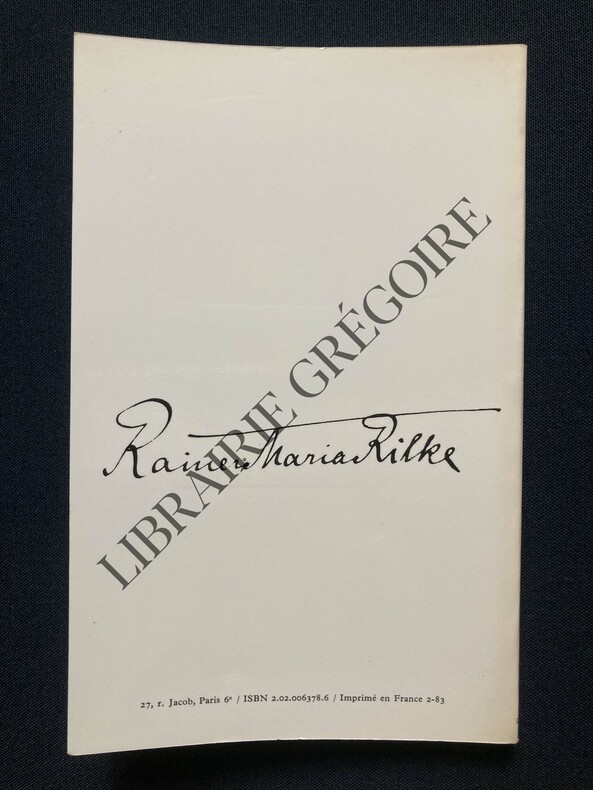 LIBRAIRIE GRÉGOIRE
Rainer Maria Rilke
27, r. Jacob, Paris 6e / ISBN 2.02.006378.6 / Imprimé en France 2-83